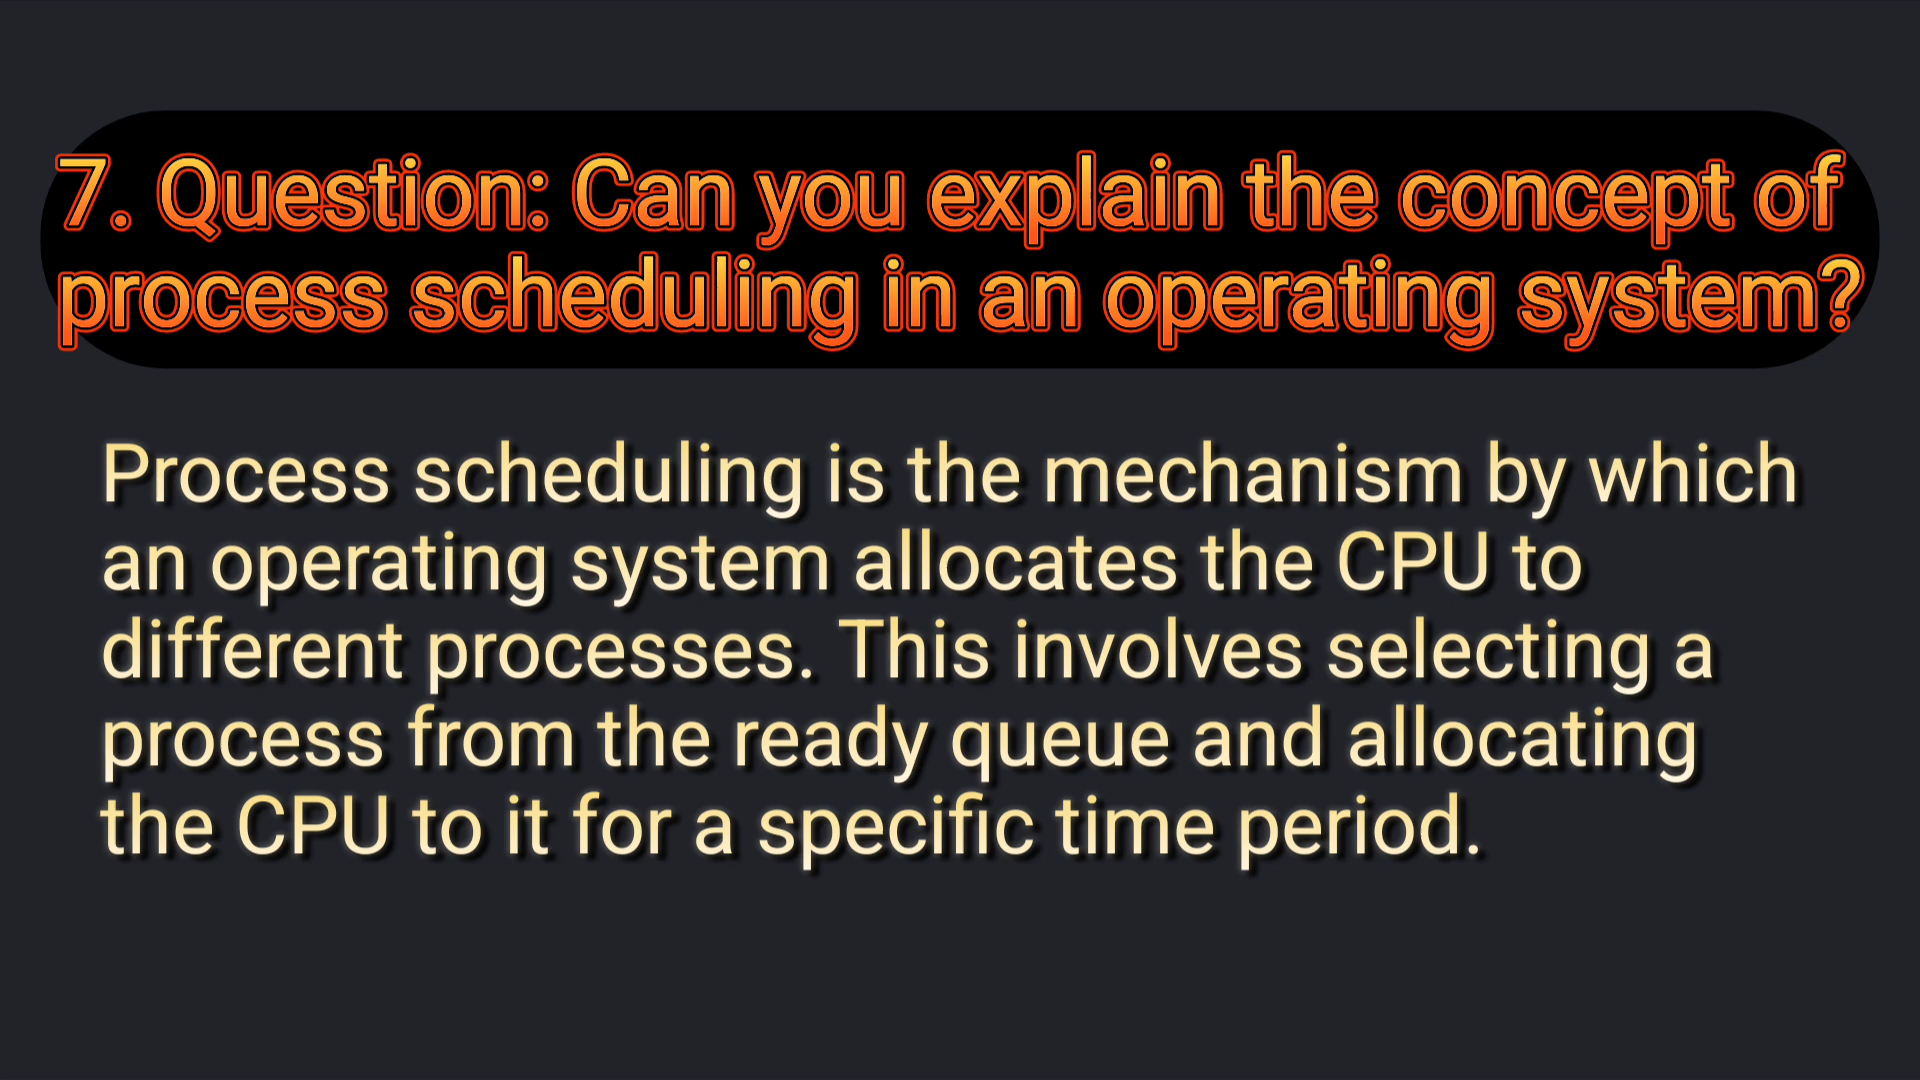 7. Question: Can you explain the concept of
process scheduling in an operating system?
Process scheduling is the mechanism by which
an operating system allocates the CPU to
different processes. This involves selecting a
process from the ready queue and allocating
the CPU to it for a specific time period.